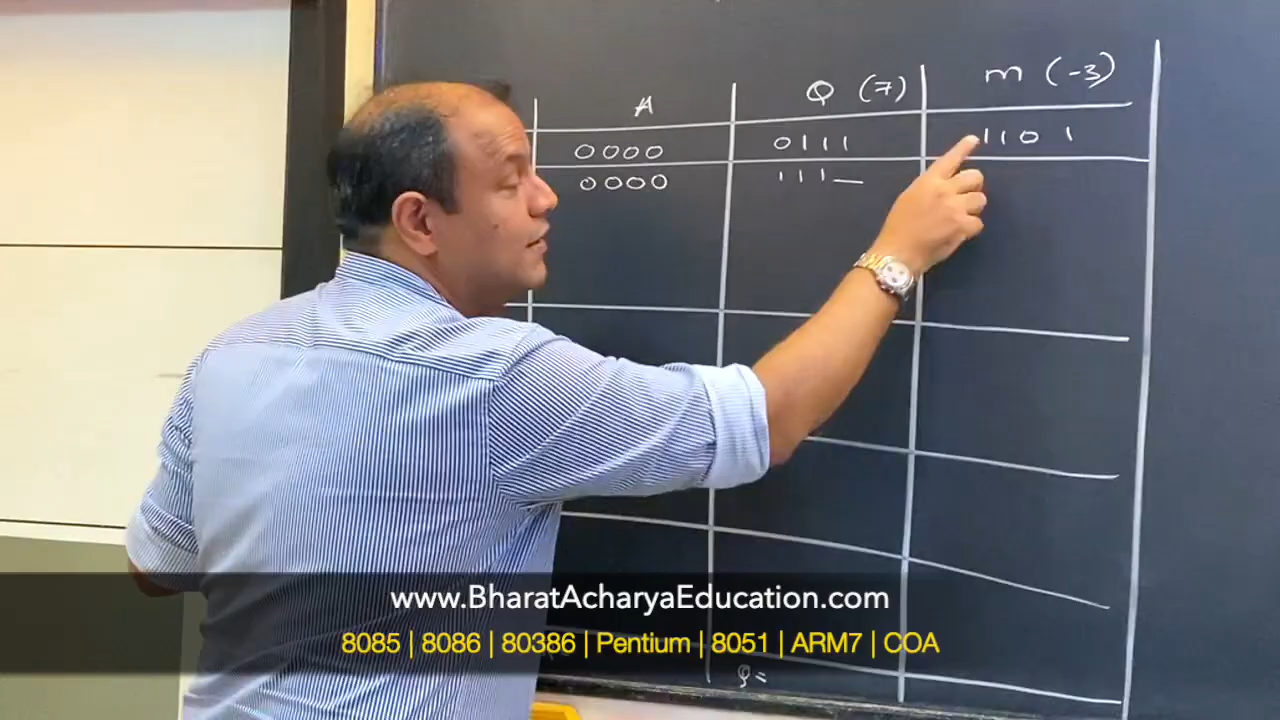 A Q (7) m (-3)
0000 0111 1101
0000 111_
Q =
www.BharatAcharyaEducation.com
8085 | 8086 | 80386 | Pentium | 8051 | ARM7 | COA